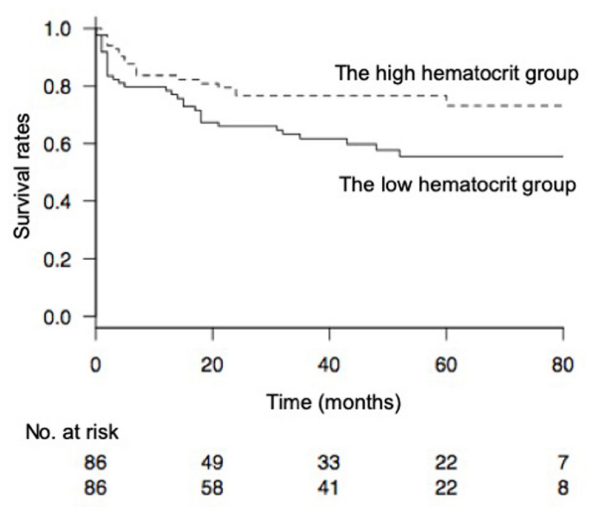 1.0
The high hematocrit group
0.8
0.6
The low hematocrit group
0.4
0.2
0.0
Survival rates
0 20 40 60 80
Time (months)
No. at risk
86 49 33 22 7
86 58 41 22 8